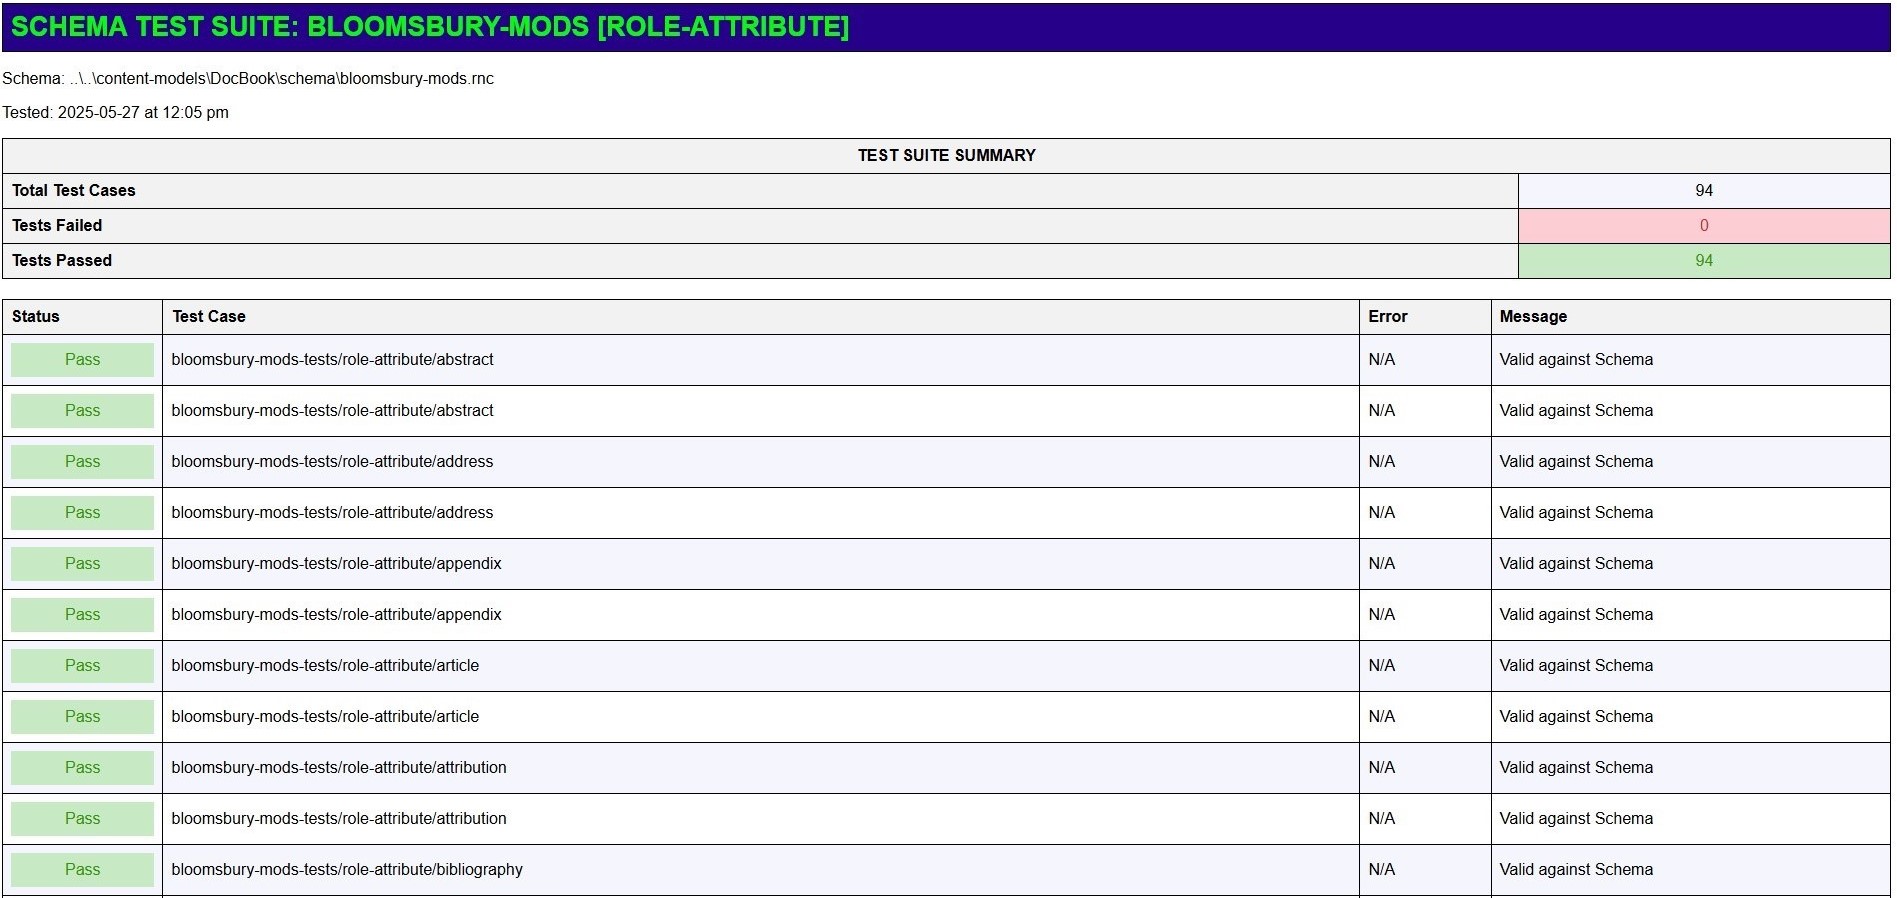 SCHEMA TEST SUITE: BLOOMSBURY-MODS [ROLE-ATTRIBUTE]
Schema: ..\..\content-models\DocBook\schema\bloomsbury-mods.rnc
Tested: 2025-05-27 at 12:05 pm
TEST SUITE SUMMARY
Total Test Cases 94
Tests Failed 0
Tests Passed 94
Status Test Case Error Message
Pass bloomsbury-mods-tests/role-attribute/abstract N/A Valid against Schema
Pass bloomsbury-mods-tests/role-attribute/abstract N/A Valid against Schema
Pass bloomsbury-mods-tests/role-attribute/address N/A Valid against Schema
Pass bloomsbury-mods-tests/role-attribute/address N/A Valid against Schema
Pass bloomsbury-mods-tests/role-attribute/appendix N/A Valid against Schema
Pass bloomsbury-mods-tests/role-attribute/appendix N/A Valid against Schema
Pass bloomsbury-mods-tests/role-attribute/article N/A Valid against Schema
Pass bloomsbury-mods-tests/role-attribute/article N/A Valid against Schema
Pass bloomsbury-mods-tests/role-attribute/attribution N/A Valid against Schema
Pass bloomsbury-mods-tests/role-attribute/attribution N/A Valid against Schema
Pass bloomsbury-mods-tests/role-attribute/bibliography N/A Valid against Schema